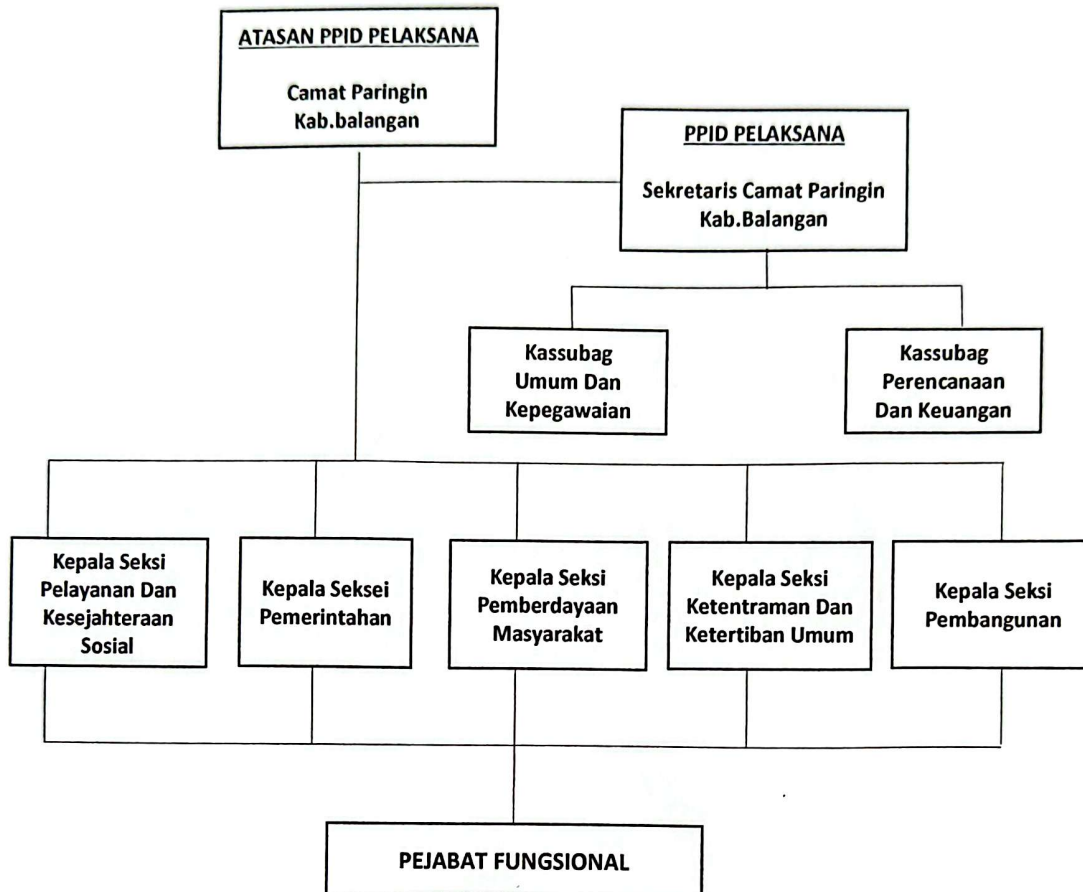 ATASAN PPID PELAKSANA
Camat Paringin
Kab.balangan
PPID PELAKSANA
Sekretaris Camat Paringin
Kab.Balangan
Kassubag
Umum Dan
Kepegawaian
Kassubag
Perencanaan
Dan Keuangan
Kepala Seksi
Pelayanan Dan
Kesejahteraan
Sosial
Kepala Seksei
Pemerintahan
Kepala Seksi
Pemberdayaan
Masyarakat
Kepala Seksi
Ketentraman Dan
Ketertiban Umum
Kepala Seksi
Pembangunan
PEJABAT FUNGSIONAL